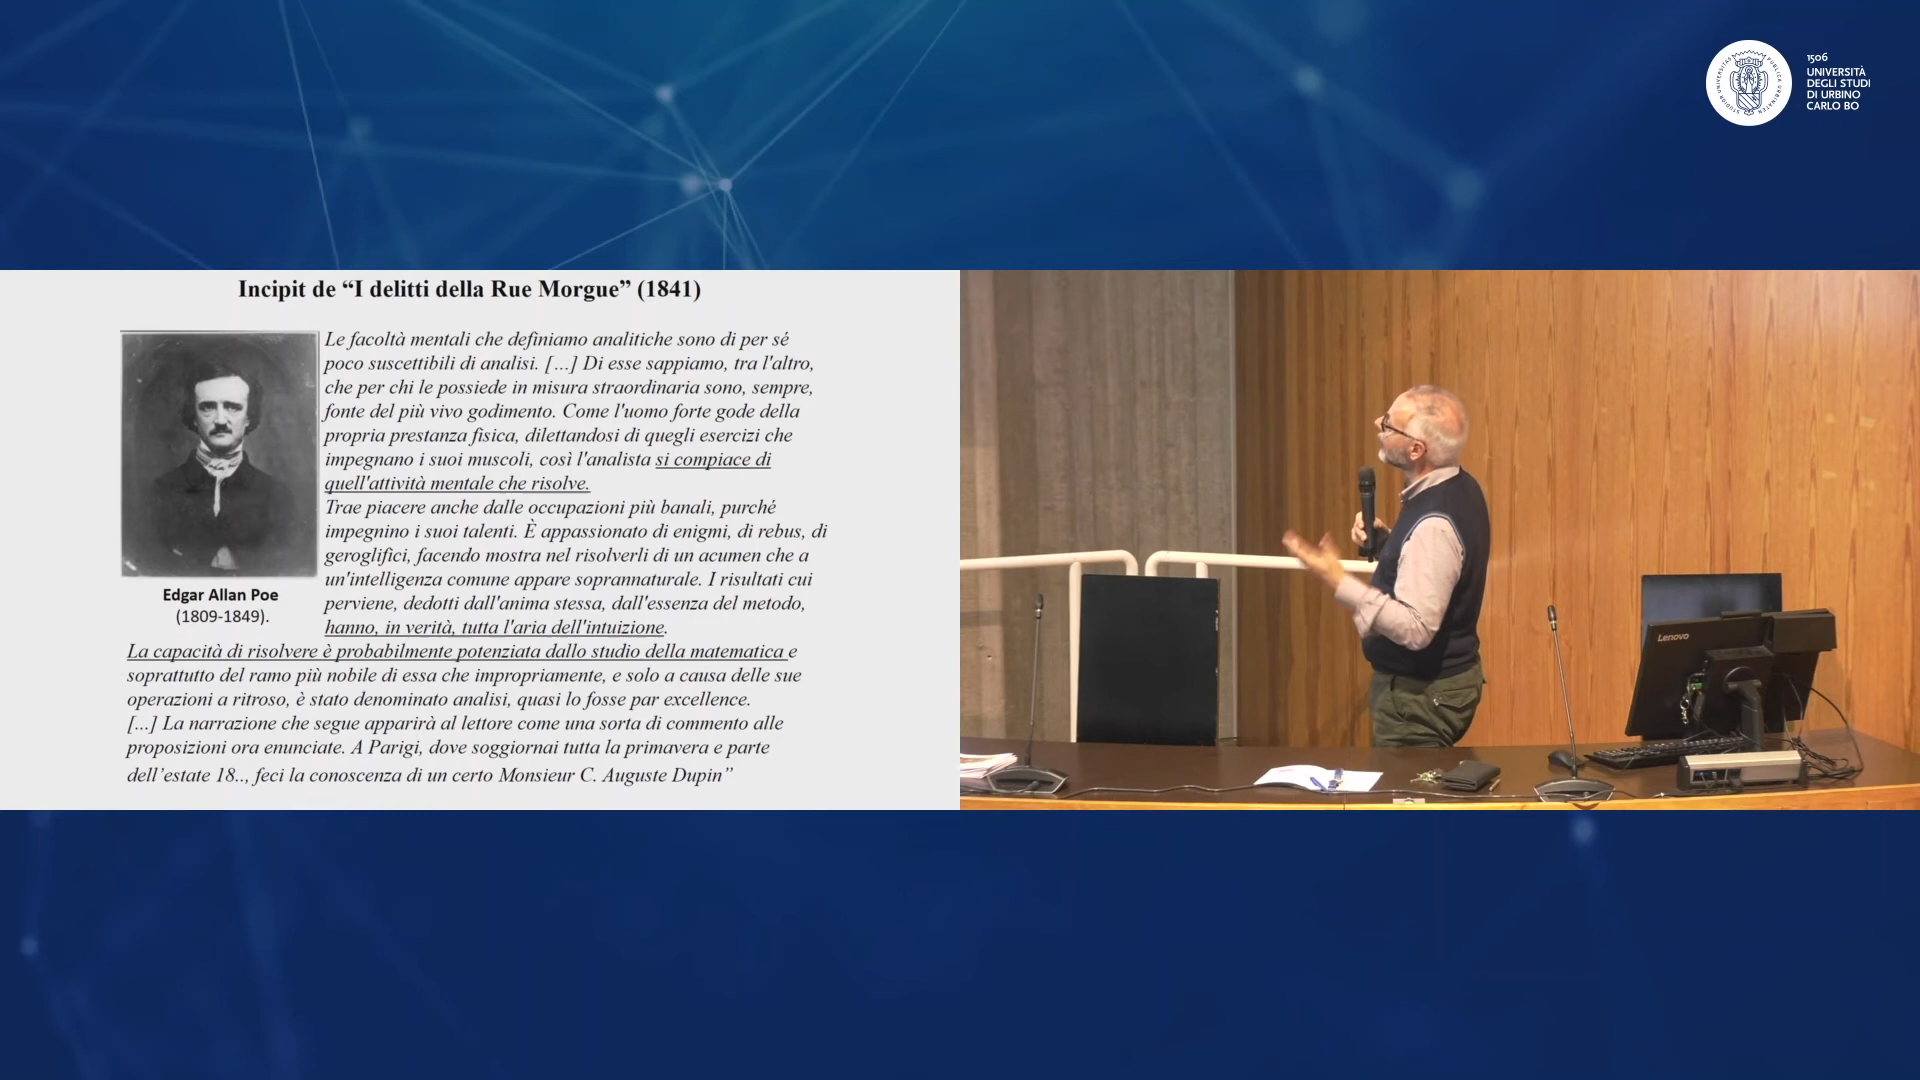 1506
UNIVERSITÀ
DEGLI STUDI
DI URBINO
CARLO BO
Incipit de “I delitti della Rue Morgue” (1841)
Le facoltà mentali che definiamo analitiche sono di per sé
poco suscettibili di analisi. […] Di esse sappiamo, tra l'altro,
che per chi le possiede in misura straordinaria sono, sempre,
fonte del più vivo godimento. Come l'uomo forte gode della
propria prestanza fisica, dilettandosi di quegli esercizi che
impegnano i suoi muscoli, così l'analista si compiace di
quell'attività mentale che risolve.
Trae piacere anche dalle occupazioni più banali, purché
impegnino i suoi talenti. È appassionato di enigmi, di rebus, di
geroglifici, facendo mostra nel risolverli di un acumen che a
un'intelligenza comune appare soprannaturale. I risultati cui
perviene, dedotti dall'anima stessa, dall'essenza del metodo,
hanno, in verità, tutta l'aria dell'intuizione.
Edgar Allan Poe
(1809-1849).
La capacità di risolvere è probabilmente potenziata dallo studio della matematica e
soprattutto del ramo più nobile di essa che impropriamente, e solo a causa delle sue
operazioni a ritroso, è stato denominato analisi, quasi lo fosse par excellence.
[...] La narrazione che segue apparirà al lettore come una sorta di commento alle
proposizioni ora enunciate. A Parigi, dove soggiornai tutta la primavera e parte
dell’estate 18.., feci la conoscenza di un certo Monsieur C. Auguste Dupin”
Lenovo